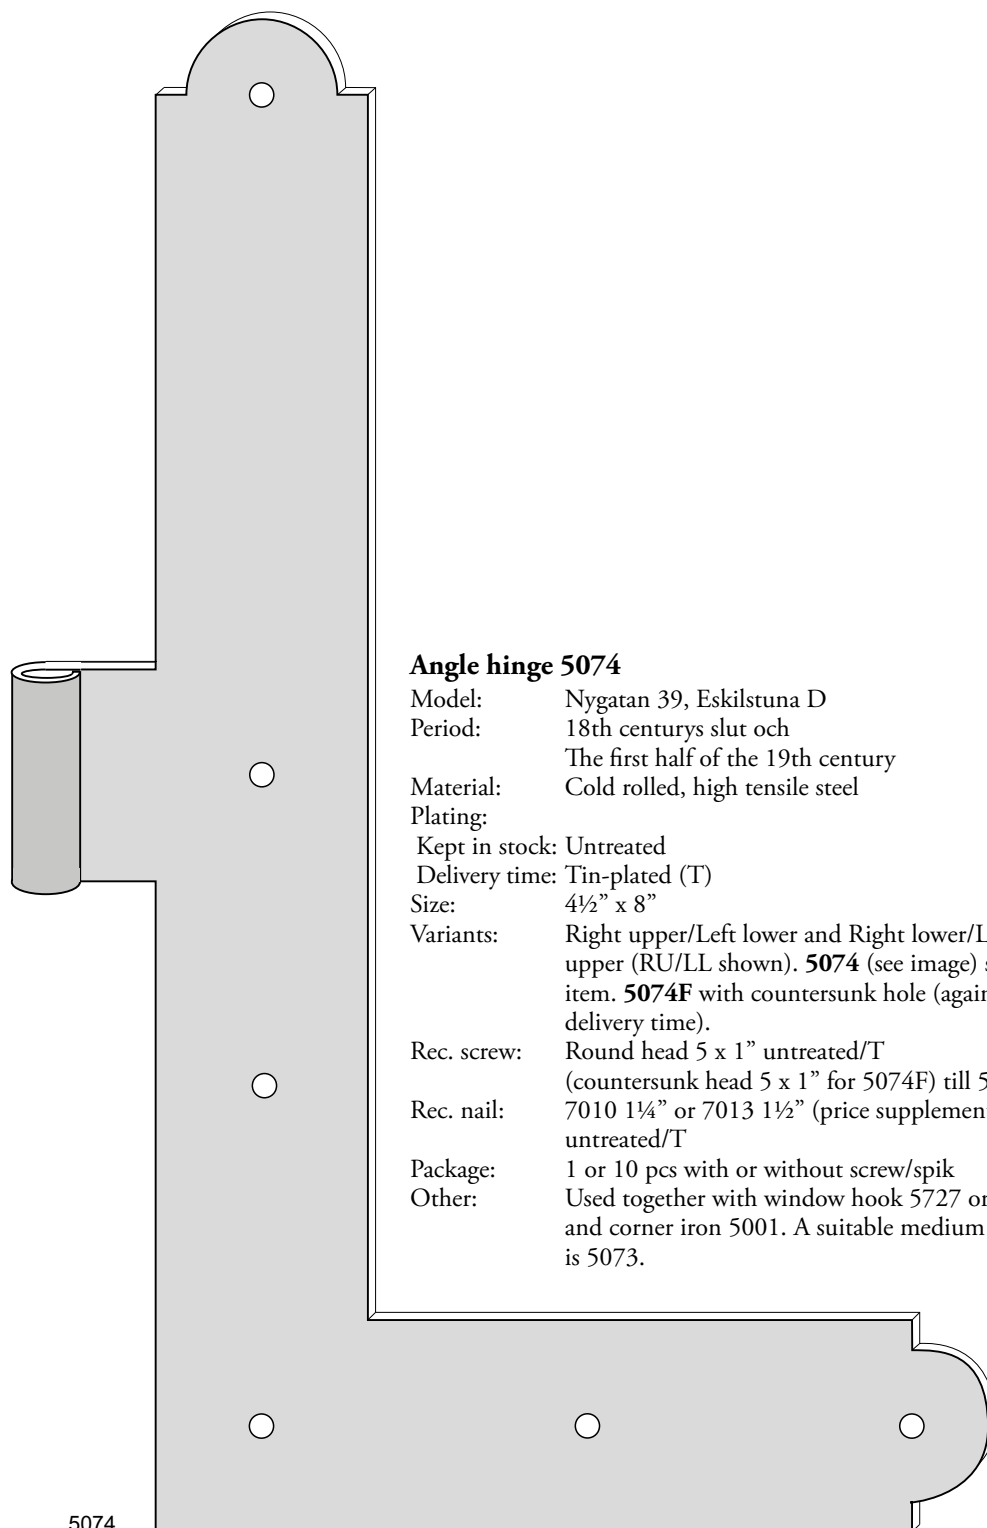 Angle hinge 5074
Model: Nygatan 39, Eskilstuna D
Period: 18th centurys slut och
The first half of the 19th century
Material: Cold rolled, high tensile steel
Plating:
Kept in stock: Untreated
Delivery time: Tin-plated (T)
Size: 4½” x 8”
Variants: Right upper/Left lower and Right lower/
upper (RU/LL shown). 5074 (see image)
item. 5074F with countersunk hole
delivery time).
Rec. screw: Round head 5 x 1” untreated/T
(countersunk head 5 x 1” for 5074F) till
Rec. nail: 7010 1¼” or 7013 1½” (price
untreated/T
Package: 1 or 10 pcs with or without screw/spik
Other: Used together with window hook 5727 or
and corner iron 5001. A suitable medium
is 5073.
5074